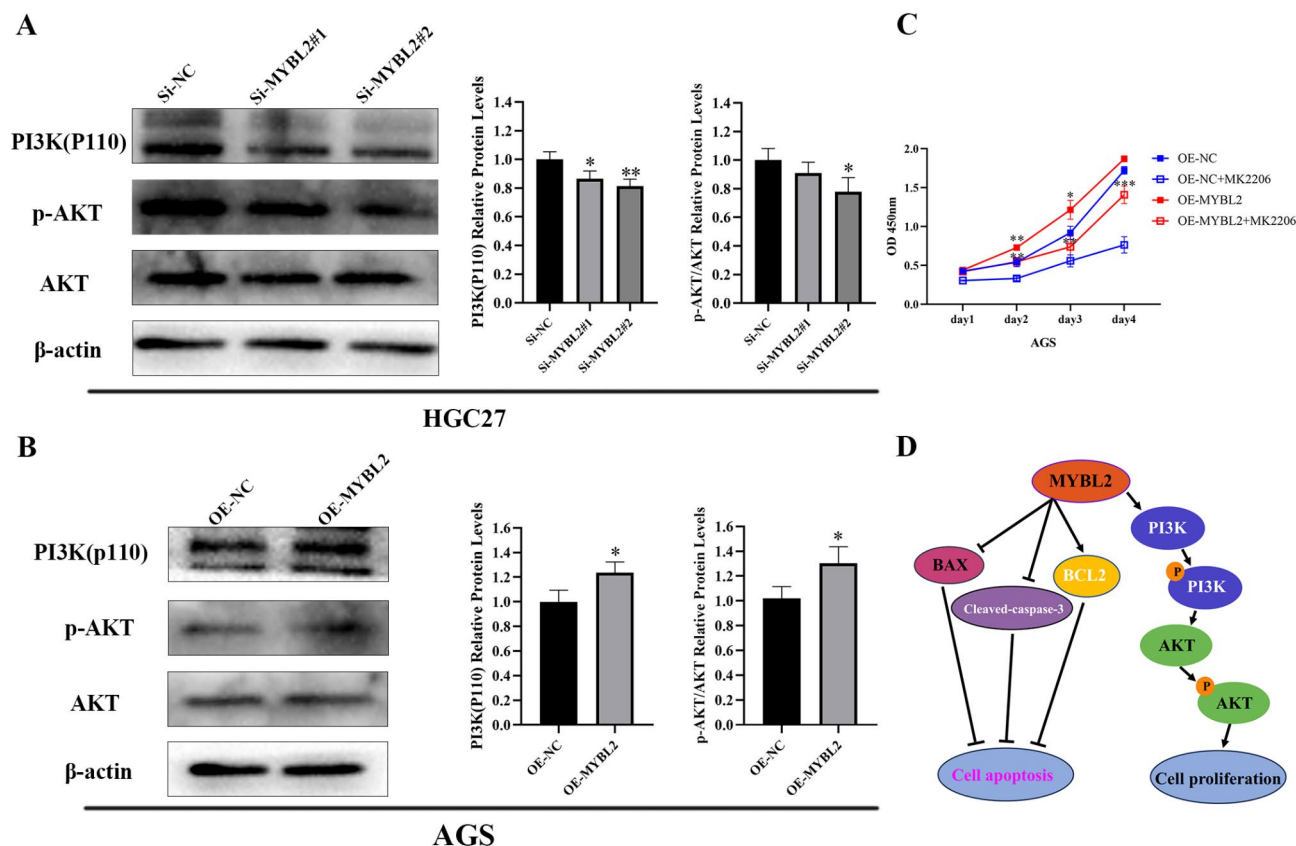 A
Si-NC
Si-MYBL2#1
Si-MYBL2#2
PI3K(P110)
p-AKT
AKT
β-actin
PI3K(P110) Relative Protein Levels
1.4
1.2
1.0
0.8
0.6
0.4
0.2
0.0
*
**
Si-NC
Si-MYBL2#1
Si-MYBL2#2
p-AKT/AKT Relative Protein Levels
1.4
1.2
1.0
0.8
0.6
0.4
0.2
0.0
*
Si-NC
Si-MYBL2#1
Si-MYBL2#2
HGC27
C
OD 450nm
2.0
1.5
1.0
0.5
0.0
**
**
*
**
***
day1
day2
day3
day4
AGS
OE-NC
OE-NC+MK2206
OE-MYBL2
OE-MYBL2+MK2206
B
OE-NC
OE-MYBL2
PI3K(p110)
p-AKT
AKT
β-actin
PI3K(P110) Relative Protein Levels
1.6
1.4
1.2
1.0
0.8
0.6
0.4
0.2
0.0
*
OE-NC
OE-MYBL2
p-AKT/AKT Relative Protein Levels
1.6
1.4
1.2
1.0
0.8
0.6
0.4
0.2
0.0
*
OE-NC
OE-MYBL2
AGS
D
MYBL2
PI3K
P
PI3K
BAX
BCL2
Cleaved-caspase-3
AKT
P
AKT
Cell apoptosis
Cell proliferation